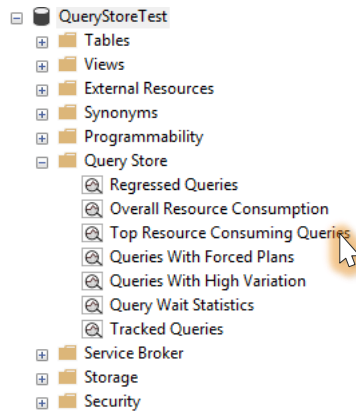 QueryStoreTest
Tables
Views
External Resources
Synonyms
Programmability
Query Store
Regressed Queries
Overall Resource Consumption
Top Resource Consuming Queries
Queries With Forced Plans
Queries With High Variation
Query Wait Statistics
Tracked Queries
Service Broker
Storage
Security